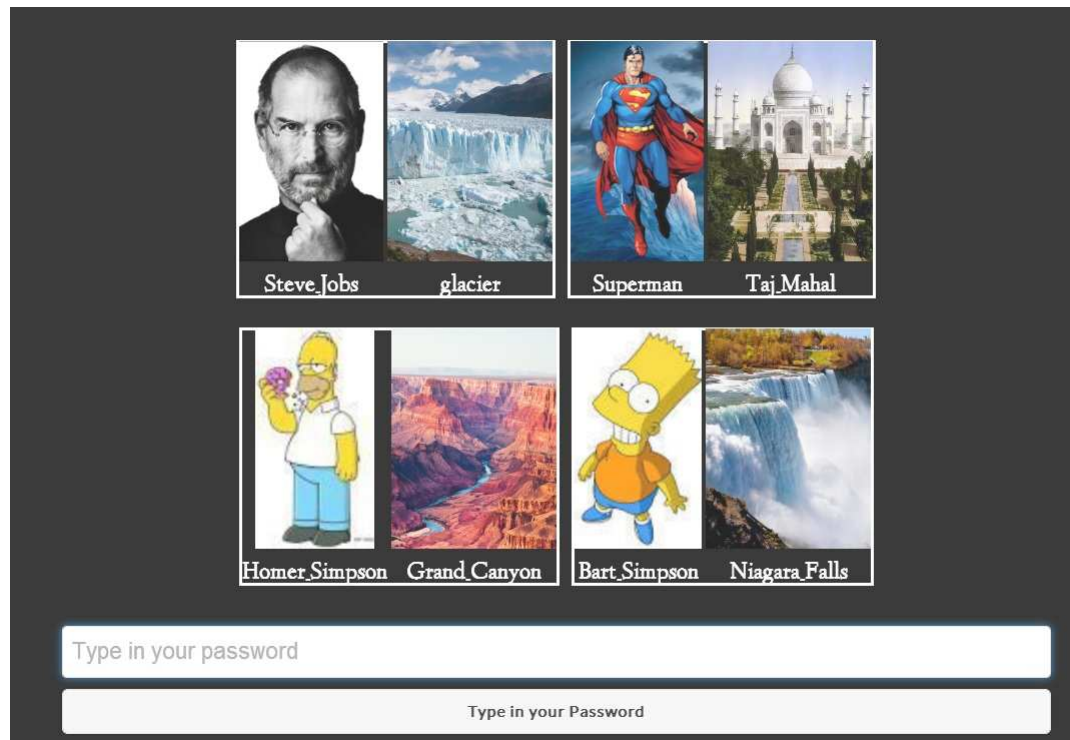 Steve_Jobs glacier Superman Taj_Mahal
Homer_Simpson Grand_Canyon Bart_Simpson Niagara_Falls
Type in your password
Type in your Password